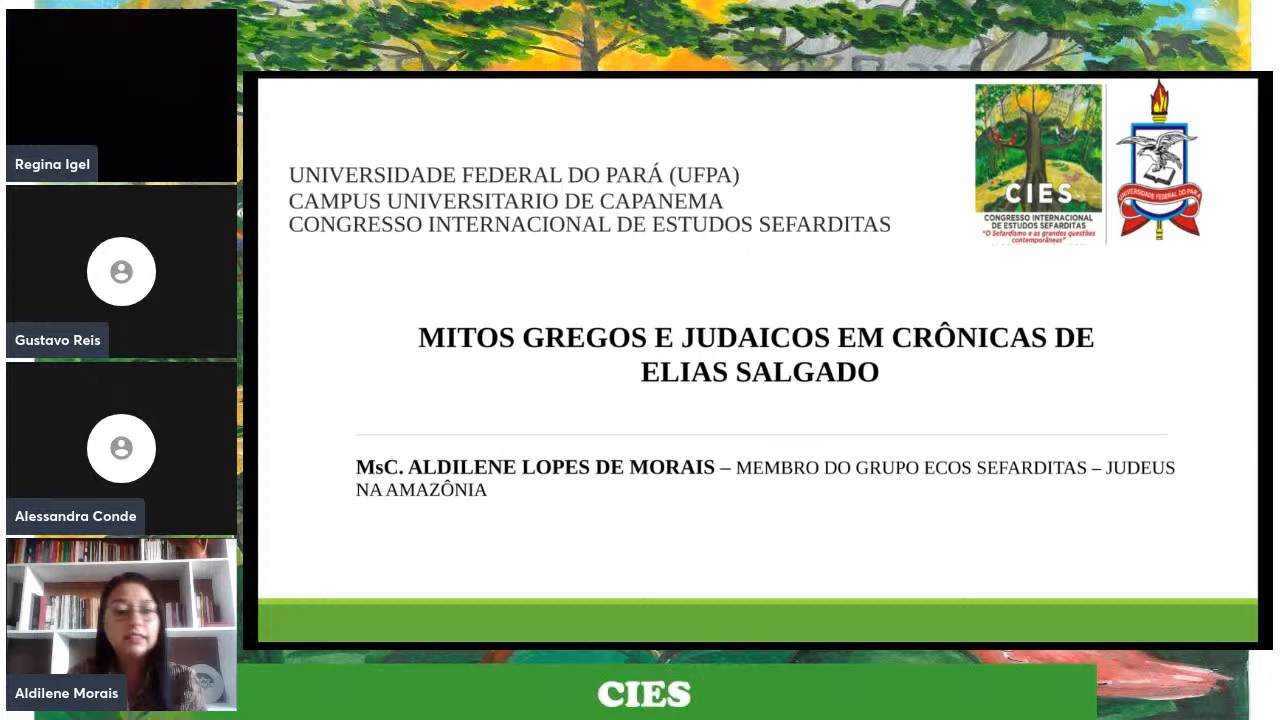 Regina Igel
Gustavo Reis
Alessandra Conde
Aldilene Morais
UNIVERSIDADE FEDERAL DO PARÁ (UFPA)
CAMPUS UNIVERSITARIO DE CAPANEMA
CONGRESSO INTERNACIONAL DE ESTUDOS SEFARDITAS
CIES
CONGRESSO INTERNACIONAL
DE ESTUDOS SEFARDITAS
"O Sefardismo e as grandes questões
contemporâneas"
UNIVERSIDADE FEDERAL DO PARÁ
MITOS GREGOS E JUDAICOS EM CRÔNICAS DE
ELIAS SALGADO
MsC. ALDILENE LOPES DE MORAIS – MEMBRO DO GRUPO ECOS SEFARDITAS – JUDEUS
NA AMAZÔNIA
CIES